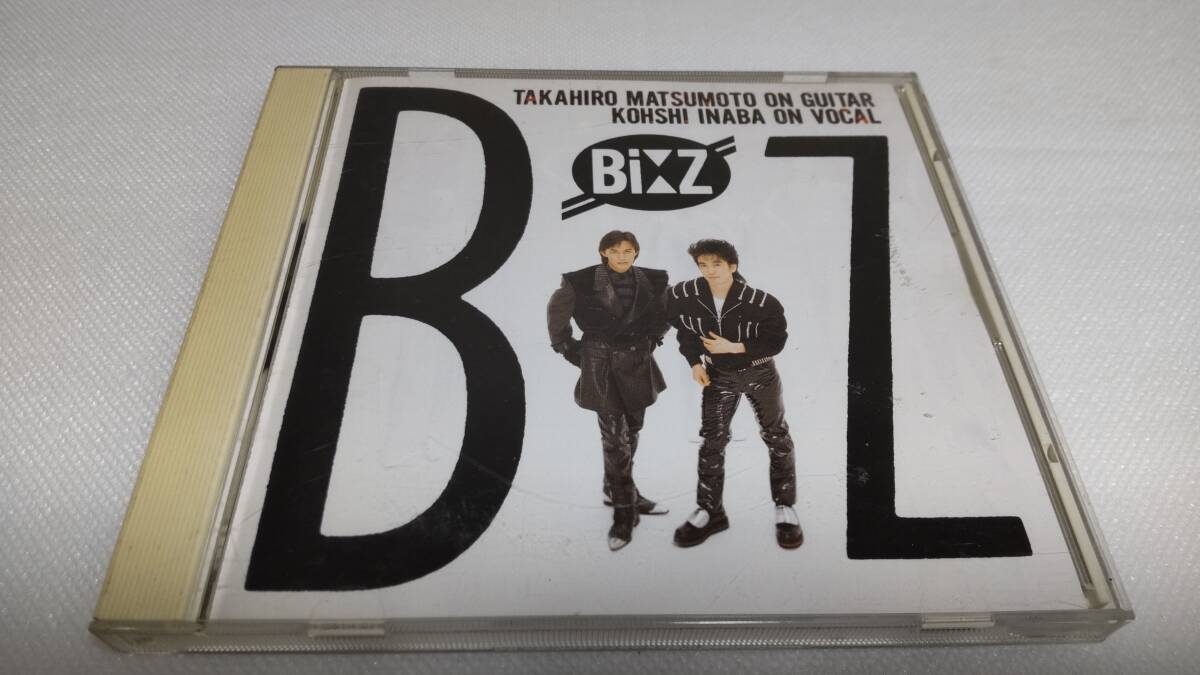 TAKAHIRO MATSUMOTO ON GUITAR
KOHSHI INABA ON VOCAL
B'z
B Z